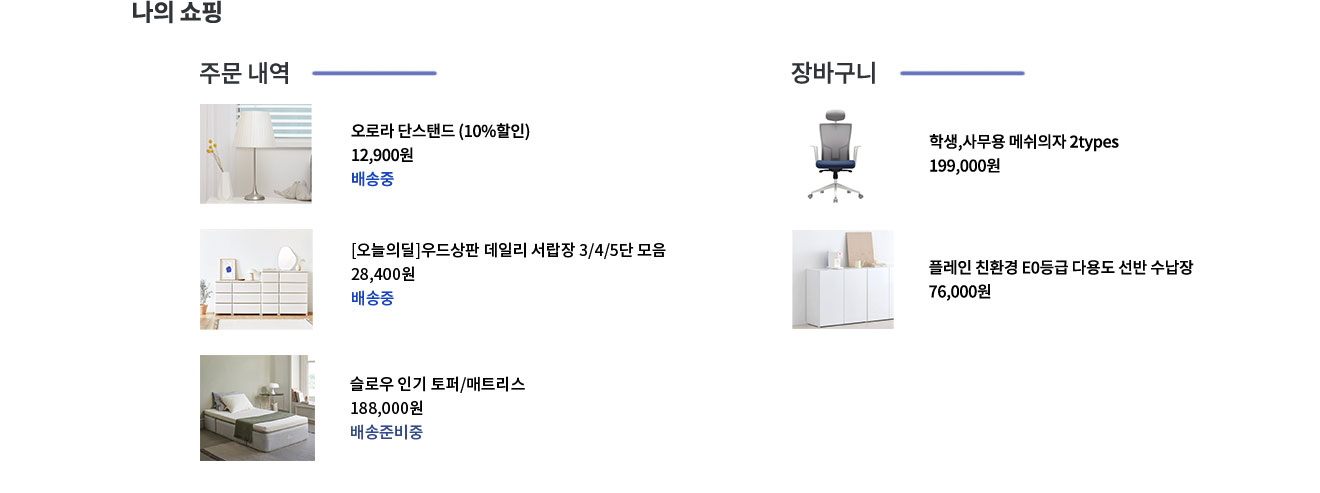 나의 쇼핑
주문 내역
오로라 단스탠드 (10%할인)
12,900원
배송중
[오늘의딜]우드상판 데일리 서랍장 3/4/5단 모음
28,400원
배송중
슬로우 인기 토퍼/매트리스
188,000원
배송준비중
장바구니
학생,사무용 메쉬의자 2types
199,000원
플레인 친환경 E0등급 다용도 선반 수납장
76,000원